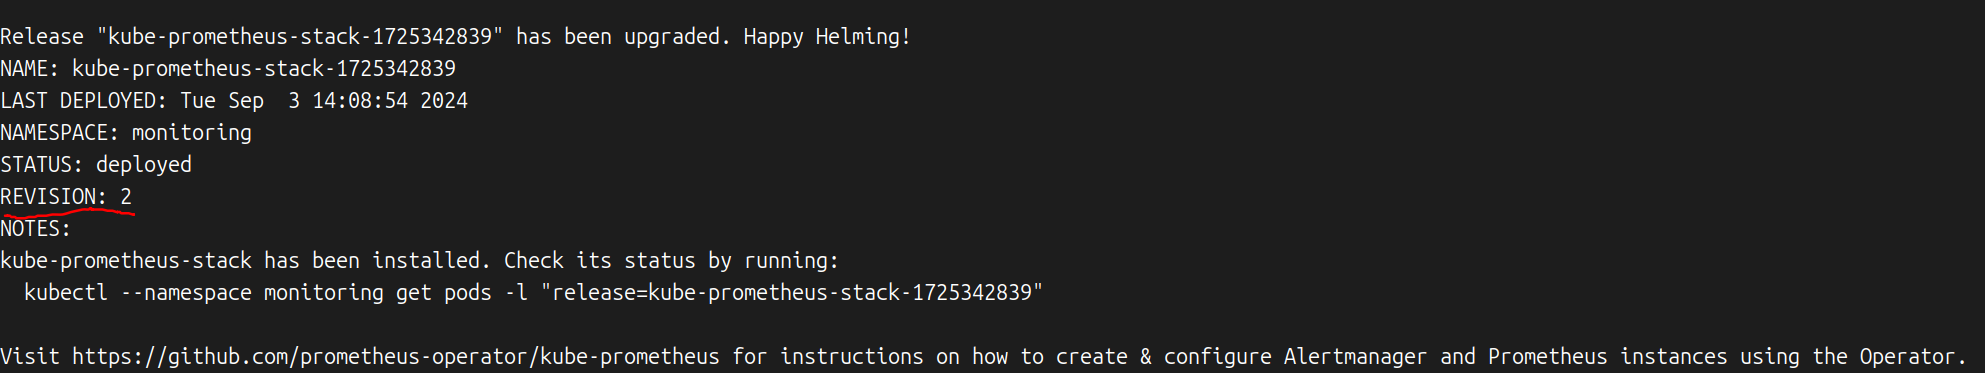 Release "kube-prometheus-stack-1725342839" has been upgraded. Happy Helming!
NAME: kube-prometheus-stack-1725342839
LAST DEPLOYED: Tue Sep  3 14:08:54 2024
NAMESPACE: monitoring
STATUS: deployed
REVISION: 2
NOTES:
kube-prometheus-stack has been installed. Check its status by running:
  kubectl --namespace monitoring get pods -l "release=kube-prometheus-stack-1725342839"

Visit https://github.com/prometheus-operator/kube-prometheus for instructions on how to create & configure Alertmanager and Prometheus instances using the Operator.